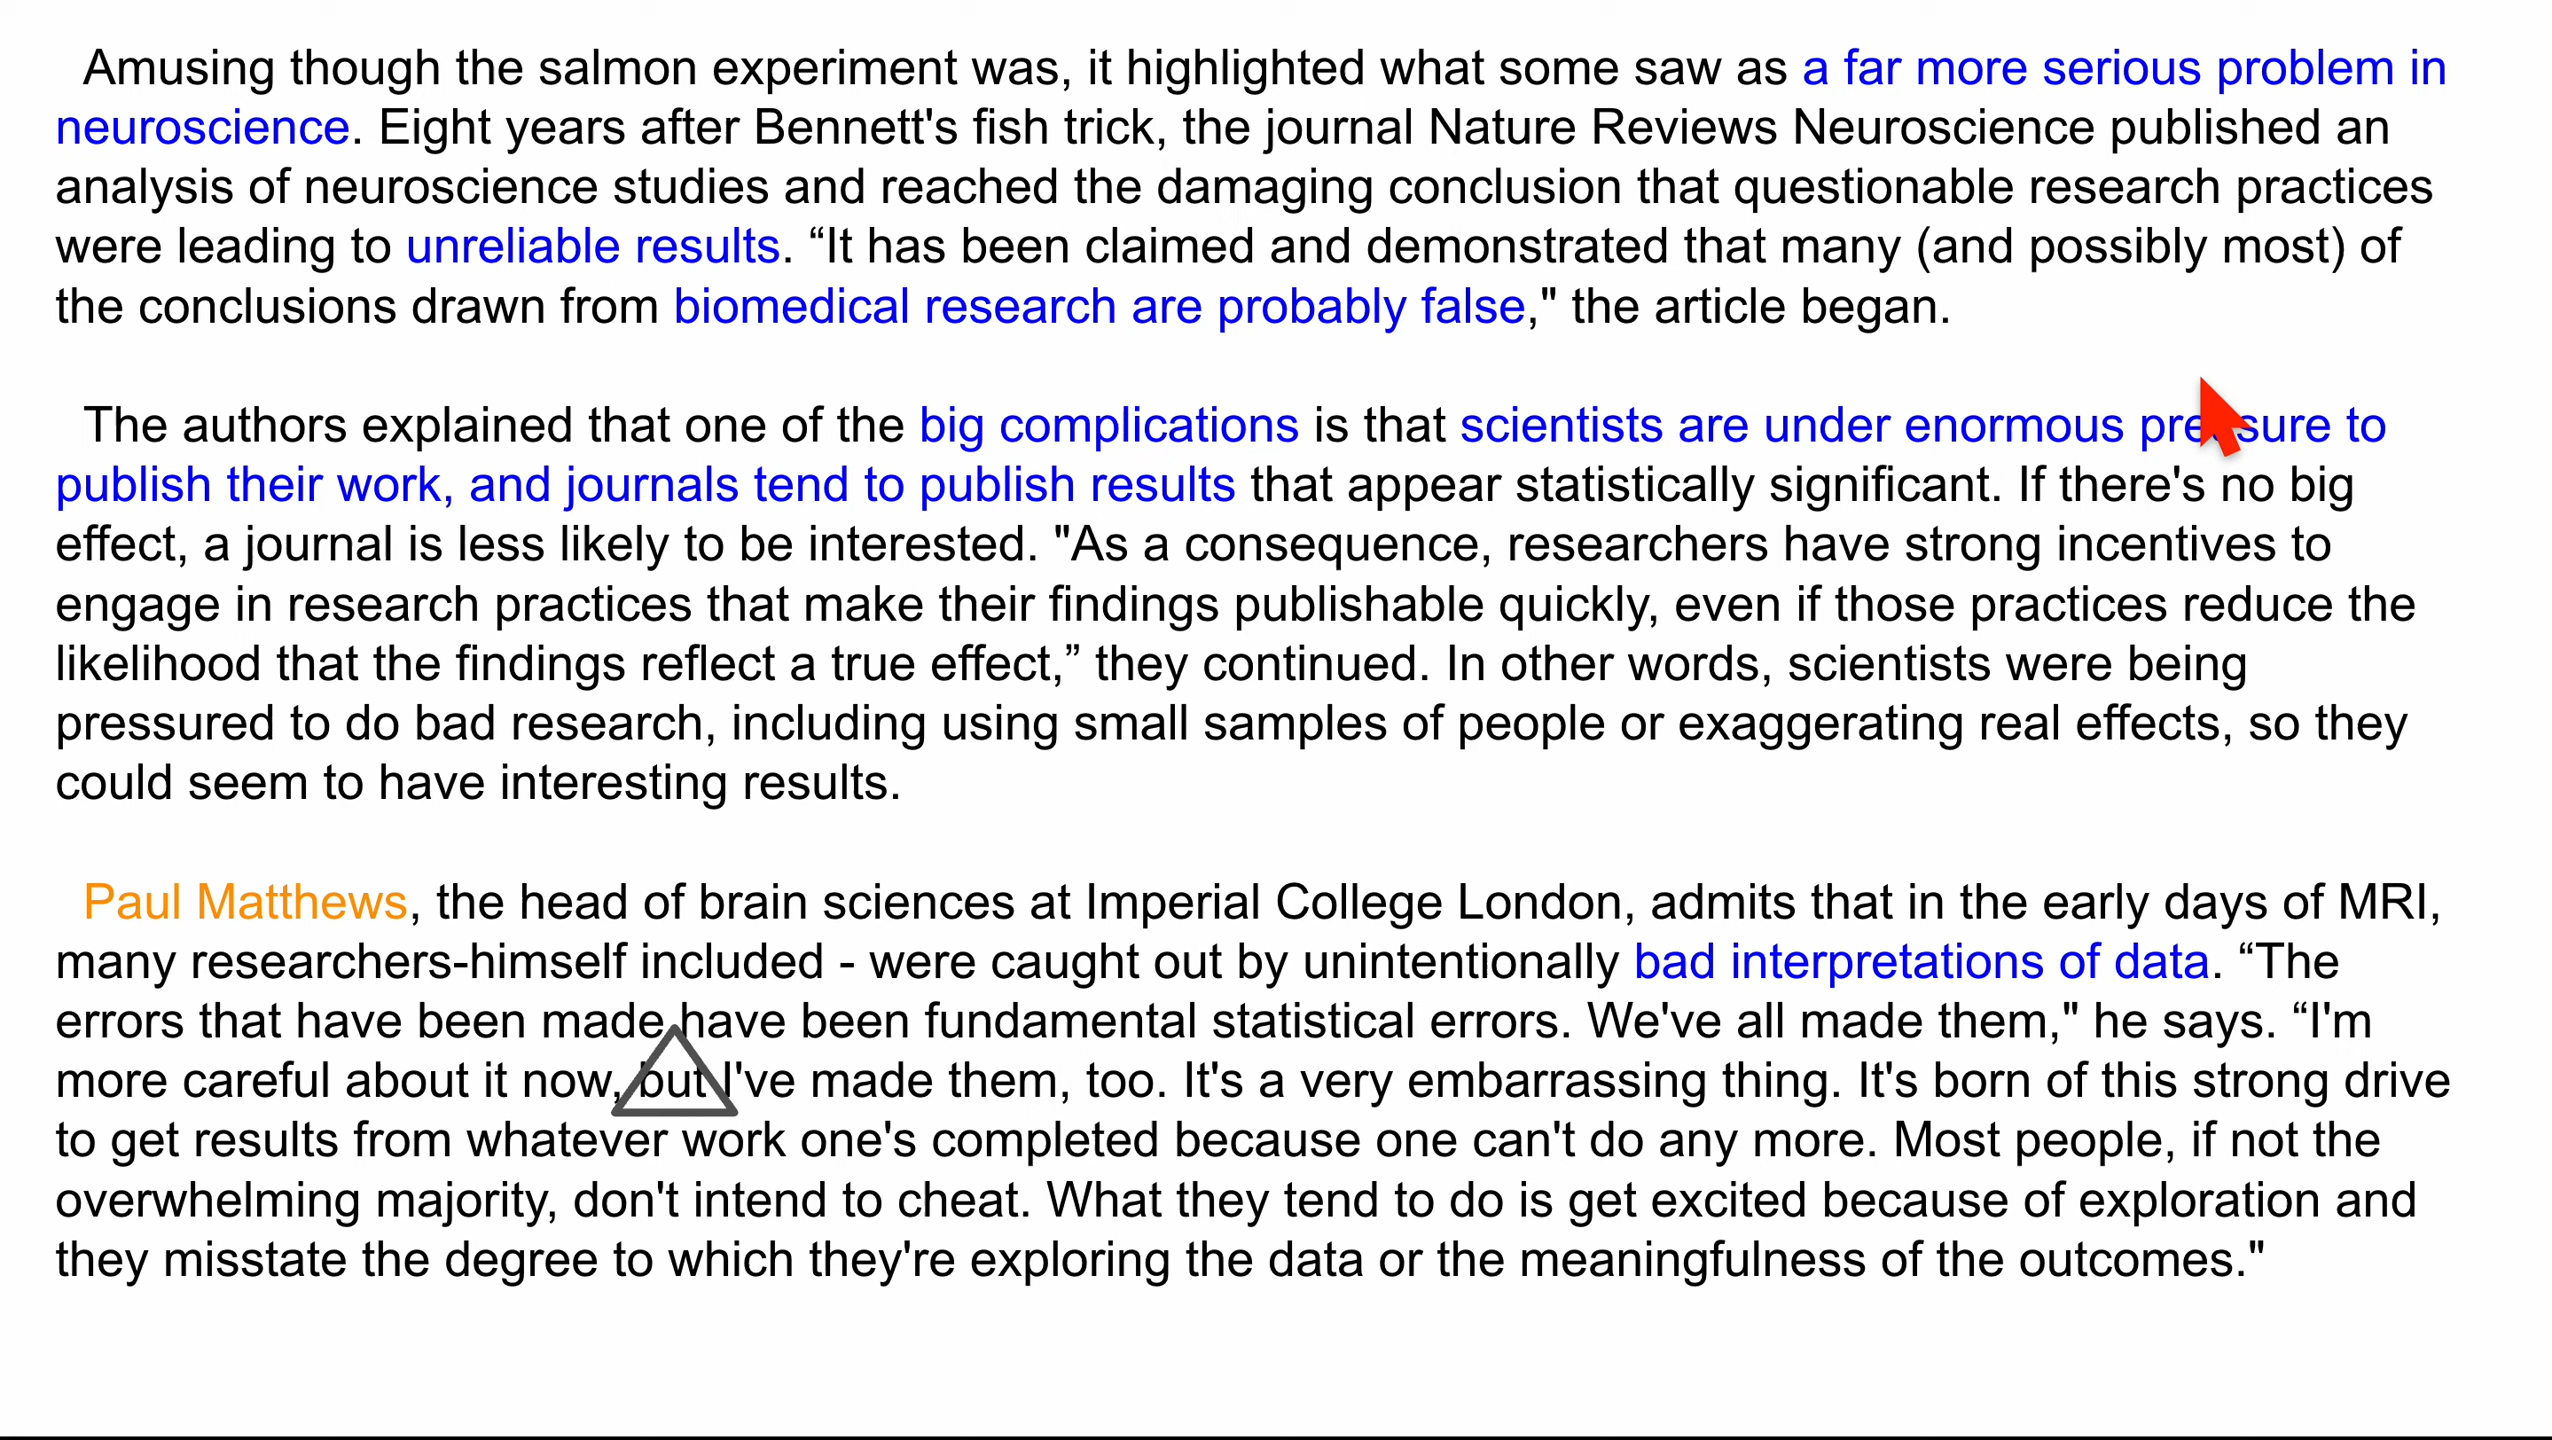 Amusing though the salmon experiment was, it highlighted what some saw as a far more serious problem in
neuroscience. Eight years after Bennett's fish trick, the journal Nature Reviews Neuroscience published an
analysis of neuroscience studies and reached the damaging conclusion that questionable research practices
were leading to unreliable results. “It has been claimed and demonstrated that many (and possibly most) of
the conclusions drawn from biomedical research are probably false," the article began.
The authors explained that one of the big complications is that scientists are under enormous pressure to
publish their work, and journals tend to publish results that appear statistically significant. If there's no big
effect, a journal is less likely to be interested. "As a consequence, researchers have strong incentives to
engage in research practices that make their findings publishable quickly, even if those practices reduce the
likelihood that the findings reflect a true effect,” they continued. In other words, scientists were being
pressured to do bad research, including using small samples of people or exaggerating real effects, so they
could seem to have interesting results.
Paul Matthews, the head of brain sciences at Imperial College London, admits that in the early days of MRI,
many researchers-himself included - were caught out by unintentionally bad interpretations of data. “The
errors that have been made have been fundamental statistical errors. We've all made them," he says. “I'm
more careful about it now, but I've made them, too. It's a very embarrassing thing. It's born of this strong drive
to get results from whatever work one's completed because one can't do any more. Most people, if not the
overwhelming majority, don't intend to cheat. What they tend to do is get excited because of exploration and
they misstate the degree to which they're exploring the data or the meaningfulness of the outcomes."